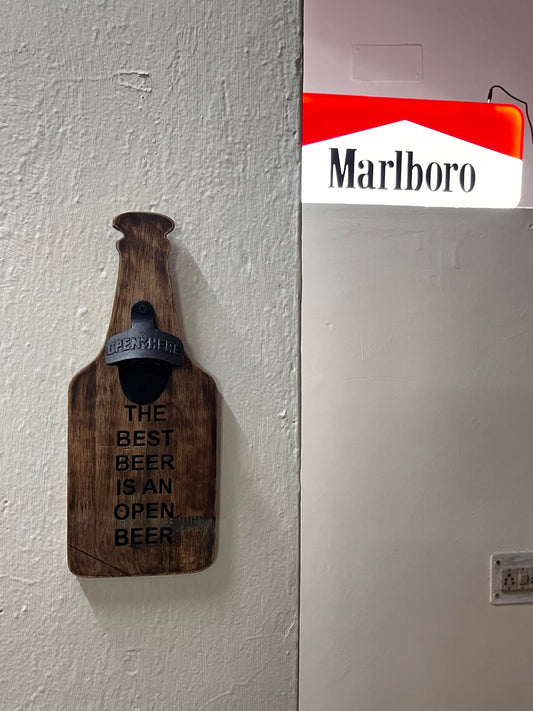 Marlboro
OPEN HERE
THE
BEST
BEER
IS AN
OPEN
BEER